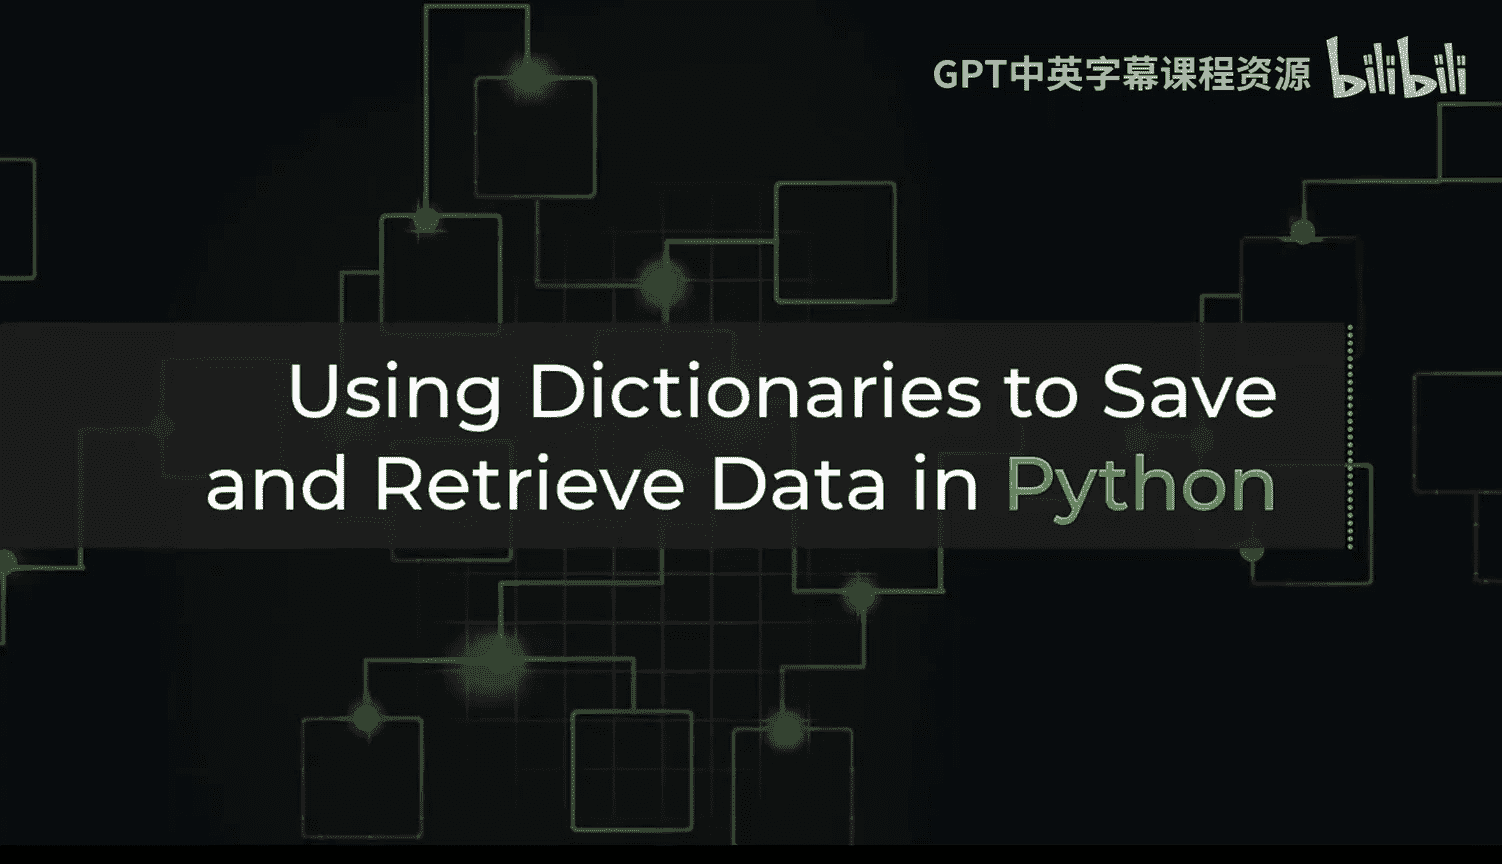 GPT中英字幕课程资源 bilibili
Using Dictionaries to Save
and Retrieve Data in Python